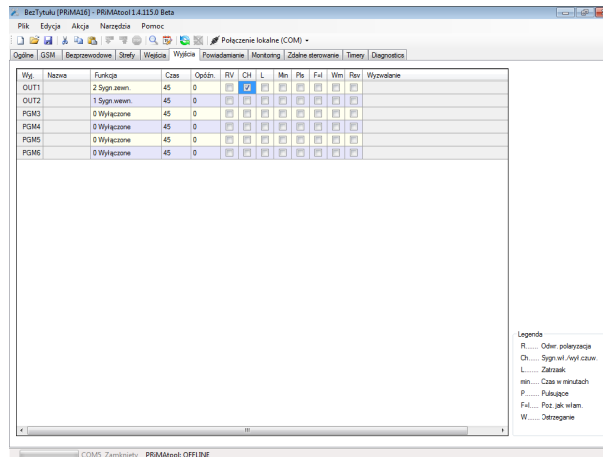 BezTytułu [PRiMA16] - PRiMAtool 1.4.115.0 Beta
Plik Edycja Akcja Narzędzia Pomoc
Połączenie lokalne (COM)
Ogólne GSM Bezprzewodowe Strefy Wejścia Wyjścia Powiadamianie Monitoring Zdalne sterowanie Timery Diagnostics
Wyj. Nazwa Funkcja Czas Opóźn. RV CH L Min Pls F=I Wrn Rsv Wyzwalanie
OUT1 2 Sygn.zewn. 45 0
OUT2 1 Sygn.wewn. 45 0
PGM3 0 Wyłączone 45 0
PGM4 0 Wyłączone 45 0
PGM5 0 Wyłączone 45 0
PGM6 0 Wyłączone 45 0
Legenda
R....... Odwr. polaryzacja
Ch...... Sygn.wł./wył.czuw.
L........ Zatrzask
min..... Czas w minutach
P....... Pulsujące
F=I..... Poż. jak włam.
W....... Ostrzeganie
COM5 Zamknięty PRiMAtool: OFFLINE